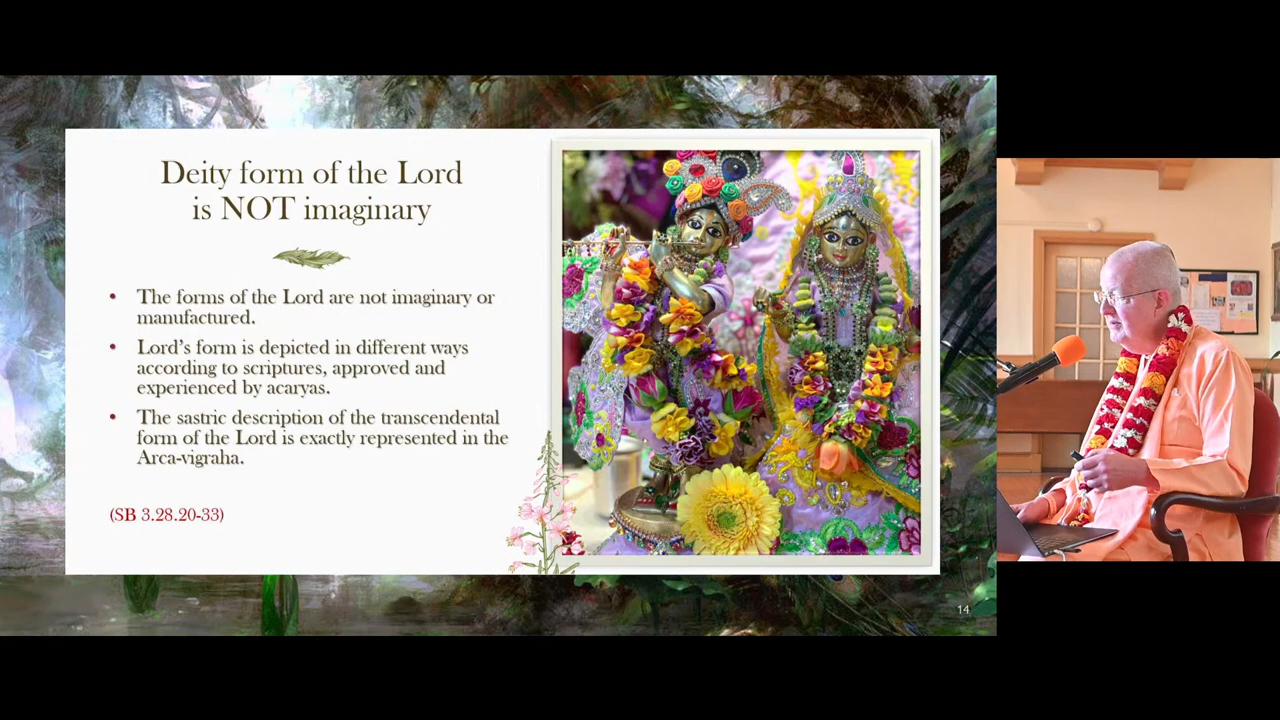 Deity form of the Lord
is NOT imaginary
• The forms of the Lord are not imaginary or
manufactured.
• Lord's form is depicted in different ways
according to scriptures, approved and
experienced by acaryas.
• The sastric description of the transcendental
form of the Lord is exactly represented in the
Arca-vigraha.
(SB 3.28.20-33)
14